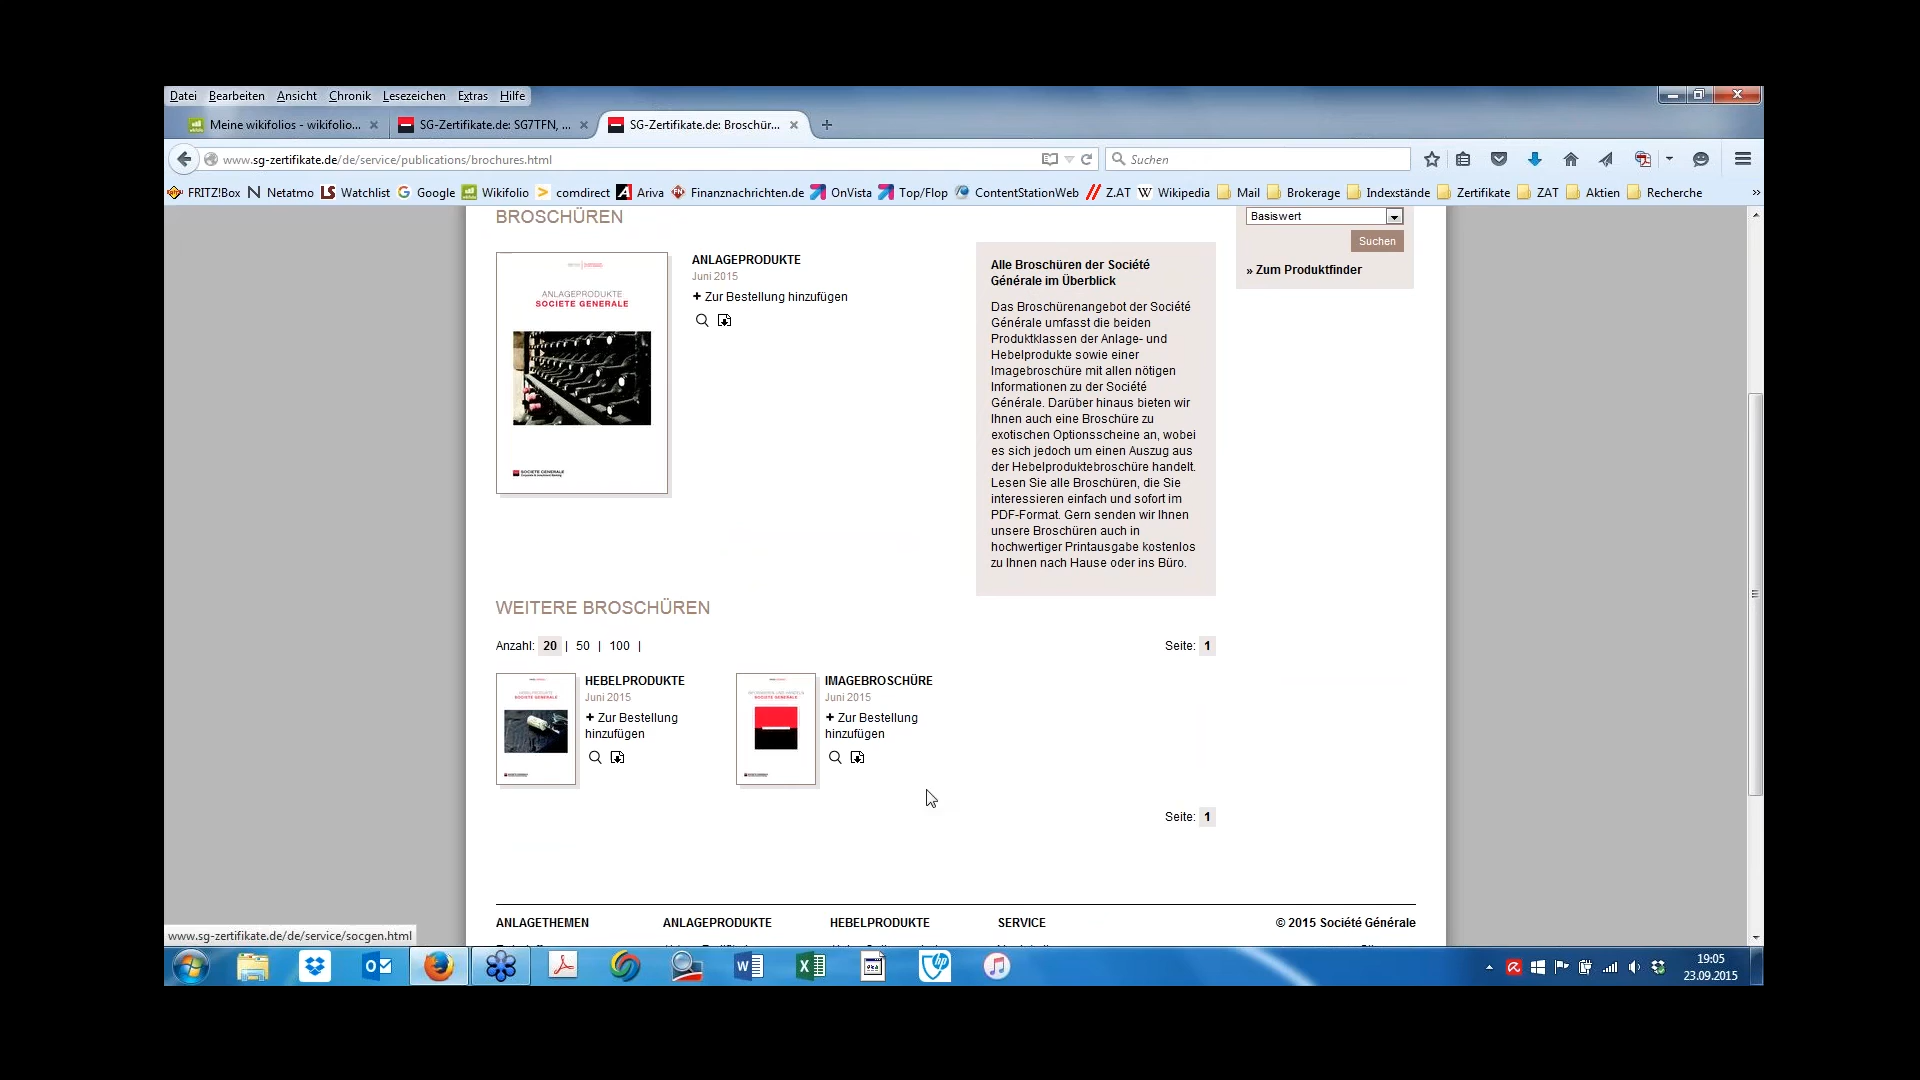 Datei Bearbeiten Ansicht Chronik Lesezeichen Extras Hilfe
Meine wikifolios - wikifolio... SG-Zertifikate.de: SG7TFN, ... SG-Zertifikate.de: Broschür...
www.sg-zertifikate.de/de/service/publications/brochures.html Suchen
FRITZ!Box Netatmo Watchlist Google Wikifolio comdirect Ariva Finanznachrichten.de OnVista Top/Flop ContentStationWeb Z.AT Wikipedia Mail Brokerage Indexstände Zertifikate ZAT Aktien Recherche »
BROSCHÜREN
Basiswert
Suchen
» Zum Produktfinder
ANLAGEPRODUKTE
SOCIETE GENERALE
SOCIETE GENERALE
ANLAGEPRODUKTE
Juni 2015
+ Zur Bestellung hinzufügen
Alle Broschüren der Société
Générale im Überblick
Das Broschürenangebot der Société
Générale umfasst die beiden
Produktklassen der Anlage- und
Hebelprodukte sowie einer
Imagebroschüre mit allen nötigen
Informationen zu der Société
Générale. Darüber hinaus bieten wir
Ihnen auch eine Broschüre zu
exotischen Optionsscheine an, wobei
es sich jedoch um einen Auszug aus
der Hebelproduktebroschüre handelt.
Lesen Sie alle Broschüren, die Sie
interessieren einfach und sofort im
PDF-Format. Gern senden wir Ihnen
unsere Broschüren auch in
hochwertiger Printausgabe kostenlos
zu Ihnen nach Hause oder ins Büro.
WEITERE BROSCHÜREN
Anzahl: 20 | 50 | 100 |
Seite: 1
HEBELPRODUKTE
SOCIETE GENERALE
HEBELPRODUKTE
Juni 2015
+ Zur Bestellung
hinzufügen
SOCIETE GENERALE
IMAGEBROSCHÜRE
Juni 2015
+ Zur Bestellung
hinzufügen
Seite: 1
ANLAGETHEMEN ANLAGEPRODUKTE HEBELPRODUKTE SERVICE © 2015 Société Générale
www.sg-zertifikate.de/de/service/socgen.html
19:05
23.09.2015